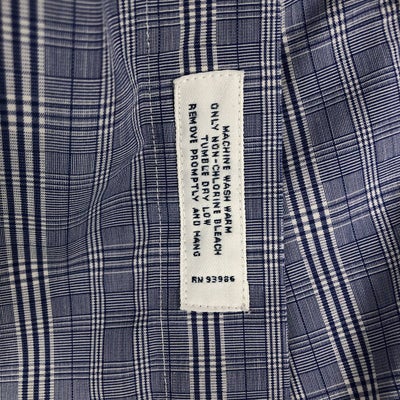 MACHINE WASH WARM
ONLY NON-CHLORINE BLEACH
TUMBLE DRY LOW
REMOVE PROMPTLY AND HANG
RN 93986